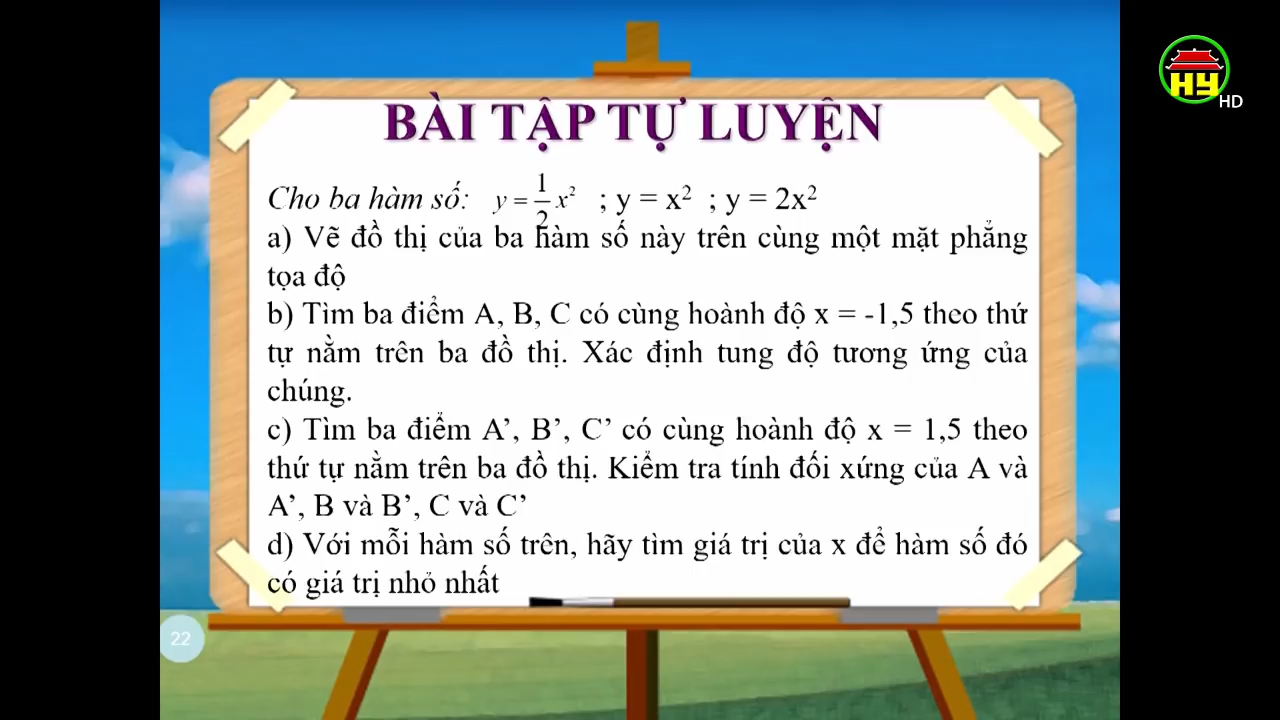 HY
HD
BÀI TẬP TỰ LUYỆN
Cho ba hàm số: y = 1/2 x² ; y = x² ; y = 2x²
a) Vẽ đồ thị của ba hàm số này trên cùng một mặt phẳng
tọa độ
b) Tìm ba điểm A, B, C có cùng hoành độ x = -1,5 theo thứ
tự nằm trên ba đồ thị. Xác định tung độ tương ứng của
chúng.
c) Tìm ba điểm A’, B’, C’ có cùng hoành độ x = 1,5 theo
thứ tự nằm trên ba đồ thị. Kiểm tra tính đối xứng của A và
A’, B và B’, C và C’
d) Với mỗi hàm số trên, hãy tìm giá trị của x để hàm số đó
có giá trị nhỏ nhất
22